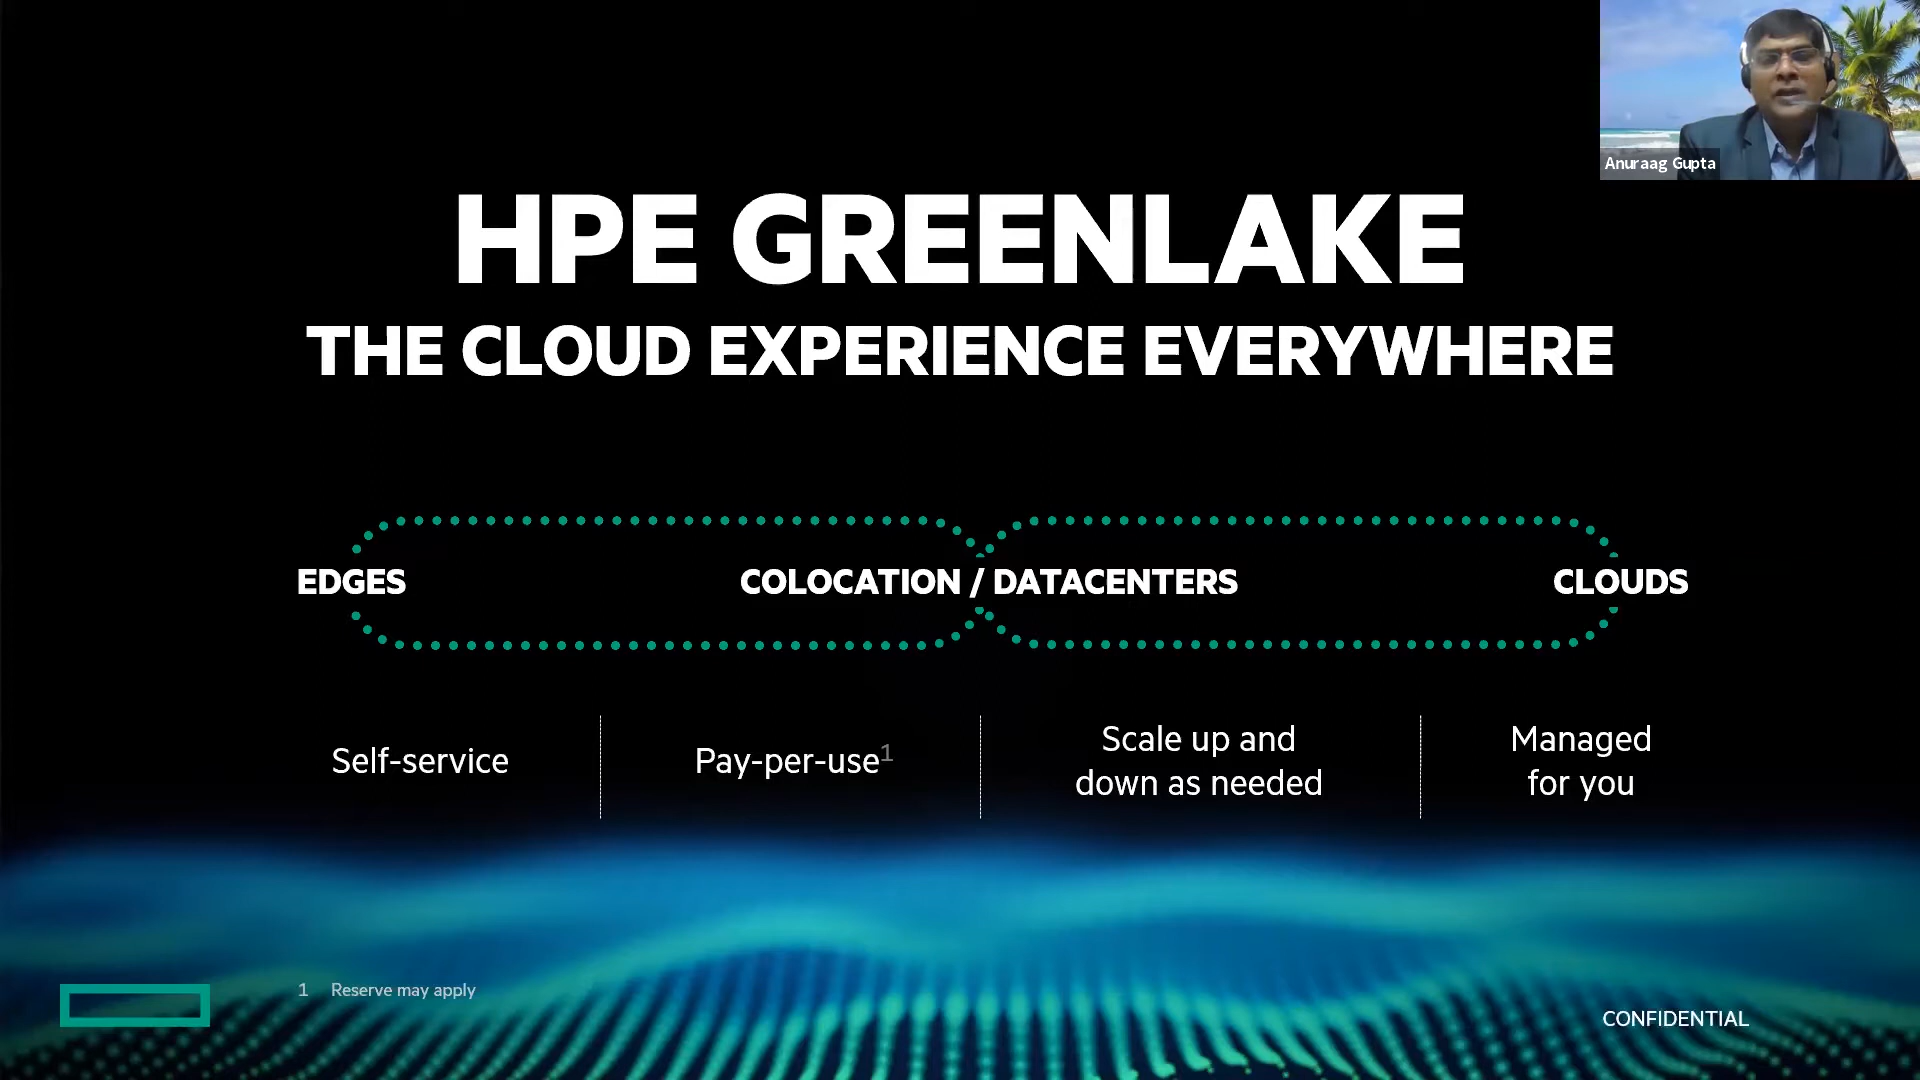 Anuraag Gupta
HPE GREENLAKE
THE CLOUD EXPERIENCE EVERYWHERE
EDGES
COLOCATION / DATACENTERS
CLOUDS
Self-service
Pay-per-use¹
Scale up and
down as needed
Managed
for you
1 Reserve may apply
CONFIDENTIAL